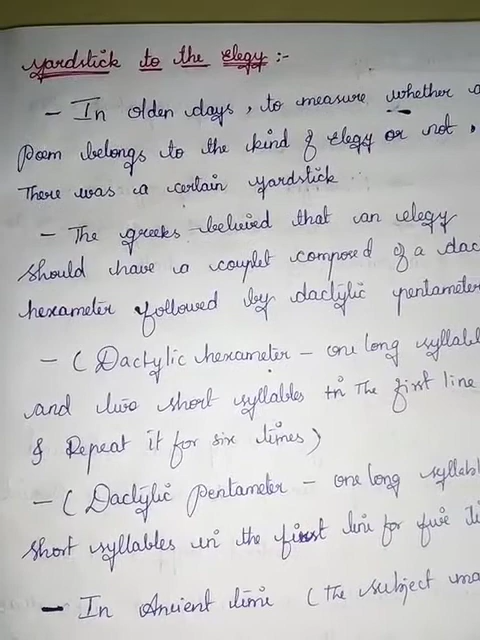 Yardstick to the Elegy :-
- In olden days, to measure whether a
Poem belongs to the kind of Elegy or not,
There was a certain yardstick
- The greeks believed that an elegy
should have a couplet composed of a dac
hexameter followed by dactylic pentameter
- (Dactylic hexameter - one long syllabl
and two short syllables in The first line
& Repeat it for six times)
- (Dactylic Pentameter - one long syllabl
short syllables in the first line for five ti
- In Ancient time (the subject ma